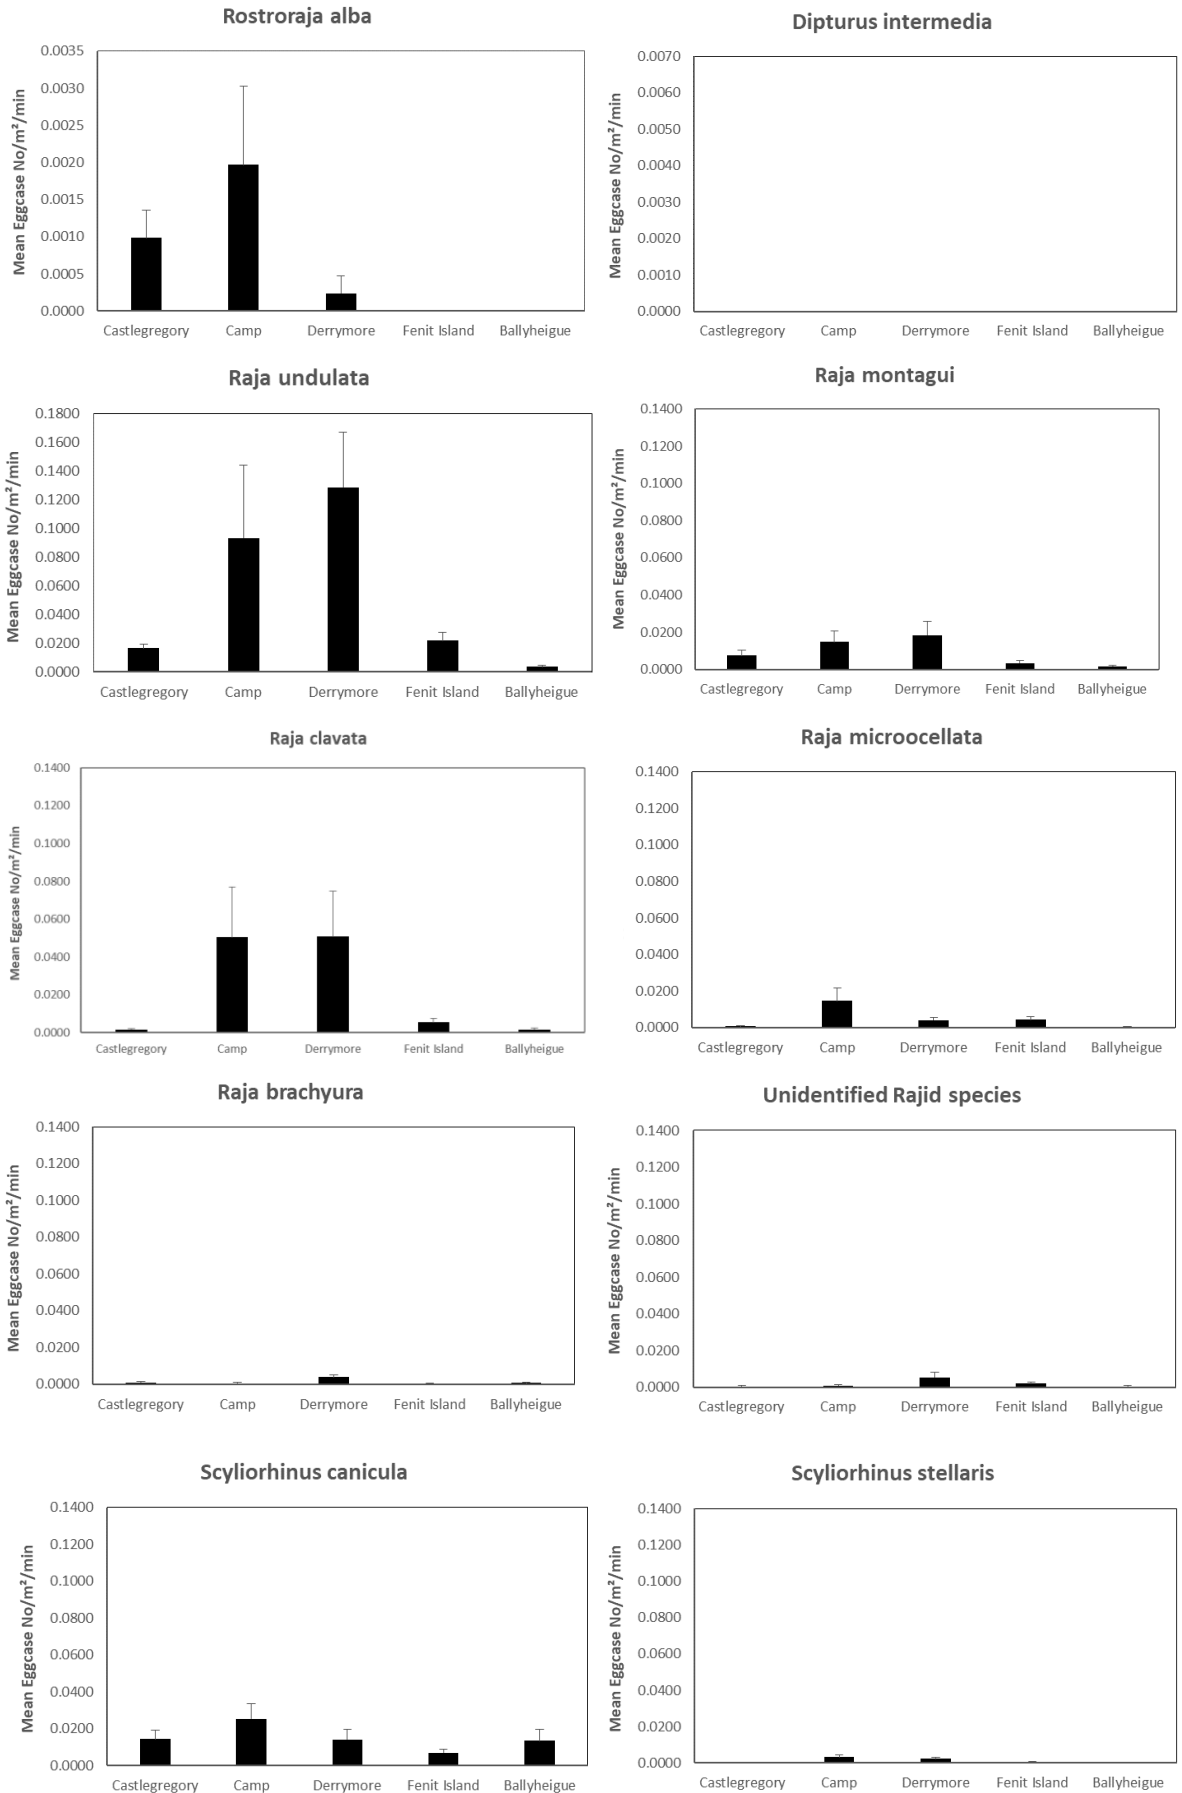 Rostroraja alba
Mean Eggcase No/m²/min
0.0035
0.0030
0.0025
0.0020
0.0015
0.0010
0.0005
0.0000
Castlegregory Camp Derrymore Fenit Island Ballyheigue
Dipturus intermedia
Mean Eggcase No/m²/min
0.0070
0.0060
0.0050
0.0040
0.0030
0.0020
0.0010
0.0000
Castlegregory Camp Derrymore Fenit Island Ballyheigue
Raja undulata
Mean Eggcase No/m²/min
0.1800
0.1600
0.1400
0.1200
0.1000
0.0800
0.0600
0.0400
0.0200
0.0000
Castlegregory Camp Derrymore Fenit Island Ballyheigue
Raja montagui
Mean Eggcase No/m²/min
0.1400
0.1200
0.1000
0.0800
0.0600
0.0400
0.0200
0.0000
Castlegregory Camp Derrymore Fenit Island Ballyheigue
Raja clavata
Mean Eggcase No/m²/min
0.1400
0.1200
0.1000
0.0800
0.0600
0.0400
0.0200
0.0000
Castlegregory Camp Derrymore Fenit Island Ballyheigue
Raja microocellata
Mean Eggcase No/m²/min
0.1400
0.1200
0.1000
0.0800
0.0600
0.0400
0.0200
0.0000
Castlegregory Camp Derrymore Fenit Island Ballyheigue
Raja brachyura
Mean Eggcase No/m²/min
0.1400
0.1200
0.1000
0.0800
0.0600
0.0400
0.0200
0.0000
Castlegregory Camp Derrymore Fenit Island Ballyheigue
Unidentified Rajid species
Mean Eggcase No/m²/min
0.1400
0.1200
0.1000
0.0800
0.0600
0.0400
0.0200
0.0000
Castlegregory Camp Derrymore Fenit Island Ballyheigue
Scyliorhinus canicula
Mean Eggcase No/m²/min
0.1400
0.1200
0.1000
0.0800
0.0600
0.0400
0.0200
0.0000
Castlegregory Camp Derrymore Fenit Island Ballyheigue
Scyliorhinus stellaris
Mean Eggcase No/m²/min
0.1400
0.1200
0.1000
0.0800
0.0600
0.0400
0.0200
0.0000
Castlegregory Camp Derrymore Fenit Island Ballyheigue